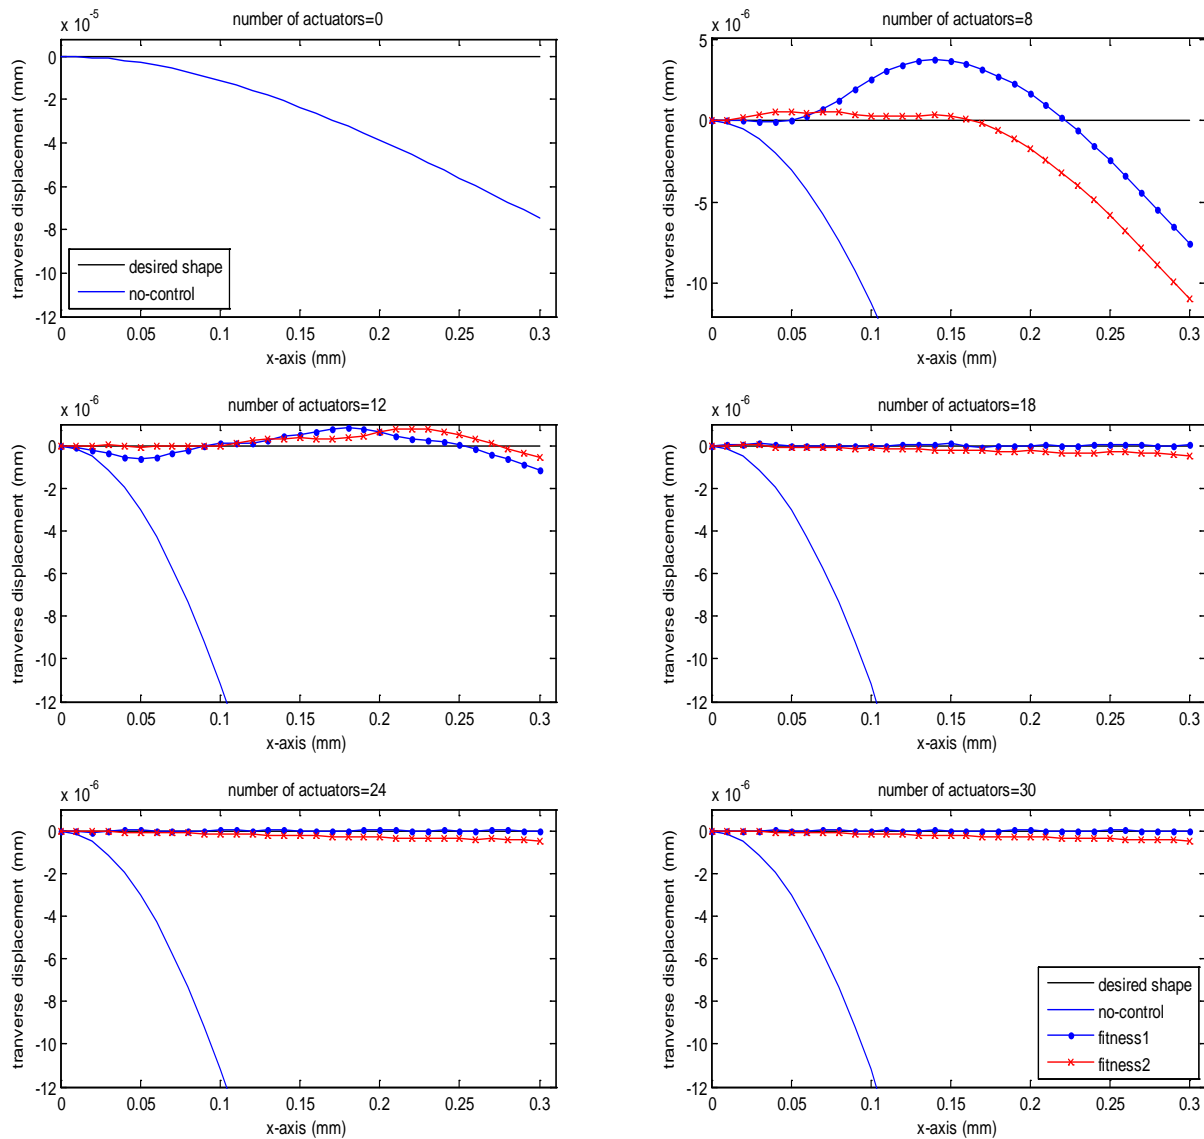 number of actuators=0
x 10^-5
0
-2
-4
-6
-8
-10
-12
tranverse displacement (mm)
desired shape
no-control
0 0.05 0.1 0.15 0.2 0.25 0.3
x-axis (mm)
number of actuators=8
x 10^-6
5
0
-5
-10
tranverse displacement (mm)
0 0.05 0.1 0.15 0.2 0.25 0.3
x-axis (mm)
number of actuators=12
x 10^-6
0
-2
-4
-6
-8
-10
-12
tranverse displacement (mm)
0 0.05 0.1 0.15 0.2 0.25 0.3
x-axis (mm)
number of actuators=18
x 10^-6
0
-2
-4
-6
-8
-10
-12
tranverse displacement (mm)
0 0.05 0.1 0.15 0.2 0.25 0.3
x-axis (mm)
number of actuators=24
x 10^-6
0
-2
-4
-6
-8
-10
-12
tranverse displacement (mm)
0 0.05 0.1 0.15 0.2 0.25 0.3
x-axis (mm)
number of actuators=30
x 10^-6
0
-2
-4
-6
-8
-10
-12
tranverse displacement (mm)
desired shape
no-control
fitness1
fitness2
0 0.05 0.1 0.15 0.2 0.25 0.3
x-axis (mm)